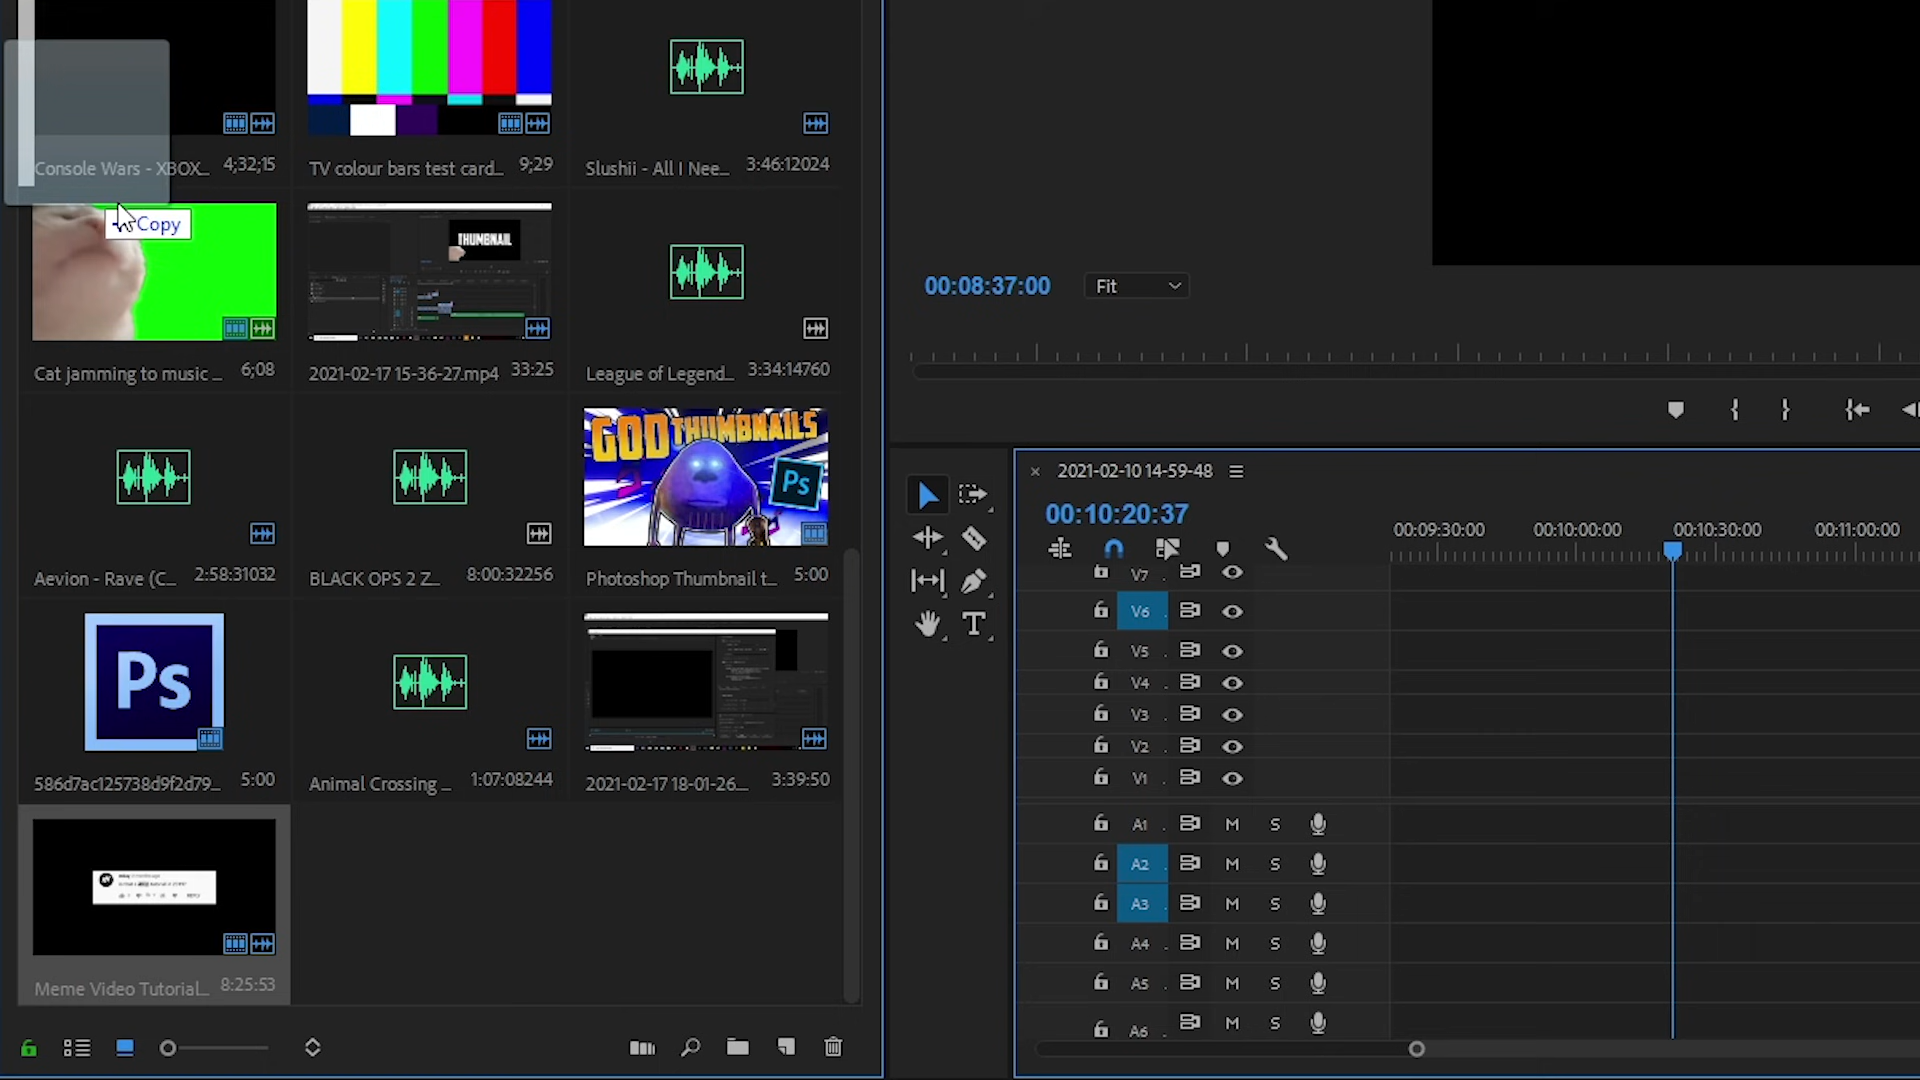 Console Wars - XBOX... 4;32;15
TV colour bars test card... 9;29
Slushii - All I Nee... 3:46:12024
Copy
THUMBNAIL
Cat jamming to music ... 6;08
2021-02-17 15-36-27.mp4 33:25
League of Legend... 3:34:14760
GOD THUMBNAILS
Ps
Aevion - Rave (C... 2:58:31032
BLACK OPS 2 Z... 8:00:32256
Photoshop Thumbnail t... 5:00
Ps
586d7ac125738d9f2d79... 5:00
Animal Crossing ... 1:07:08244
2021-02-17 18-01-26.... 3:39:50
Meme Video Tutorial... 8:25:53
00:08:37:00
Fit
2021-02-10 14-59-48
00:10:20:37
00:09:30:00 00:10:00:00 00:10:30:00 00:11:00:00
V7
V6
V5
V4
V3
V2
V1
A1 M S
A2 M S
A3 M S
A4 M S
A5 M S
A6 M S